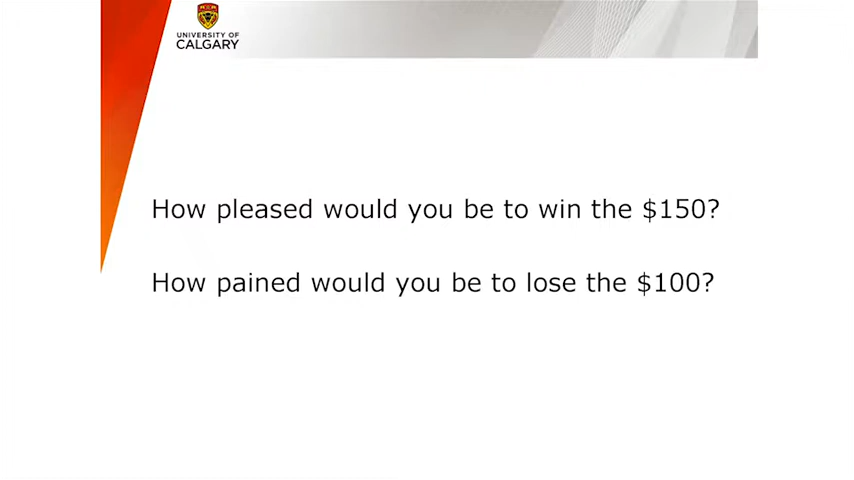 UNIVERSITY OF
CALGARY
How pleased would you be to win the $150?
How pained would you be to lose the $100?